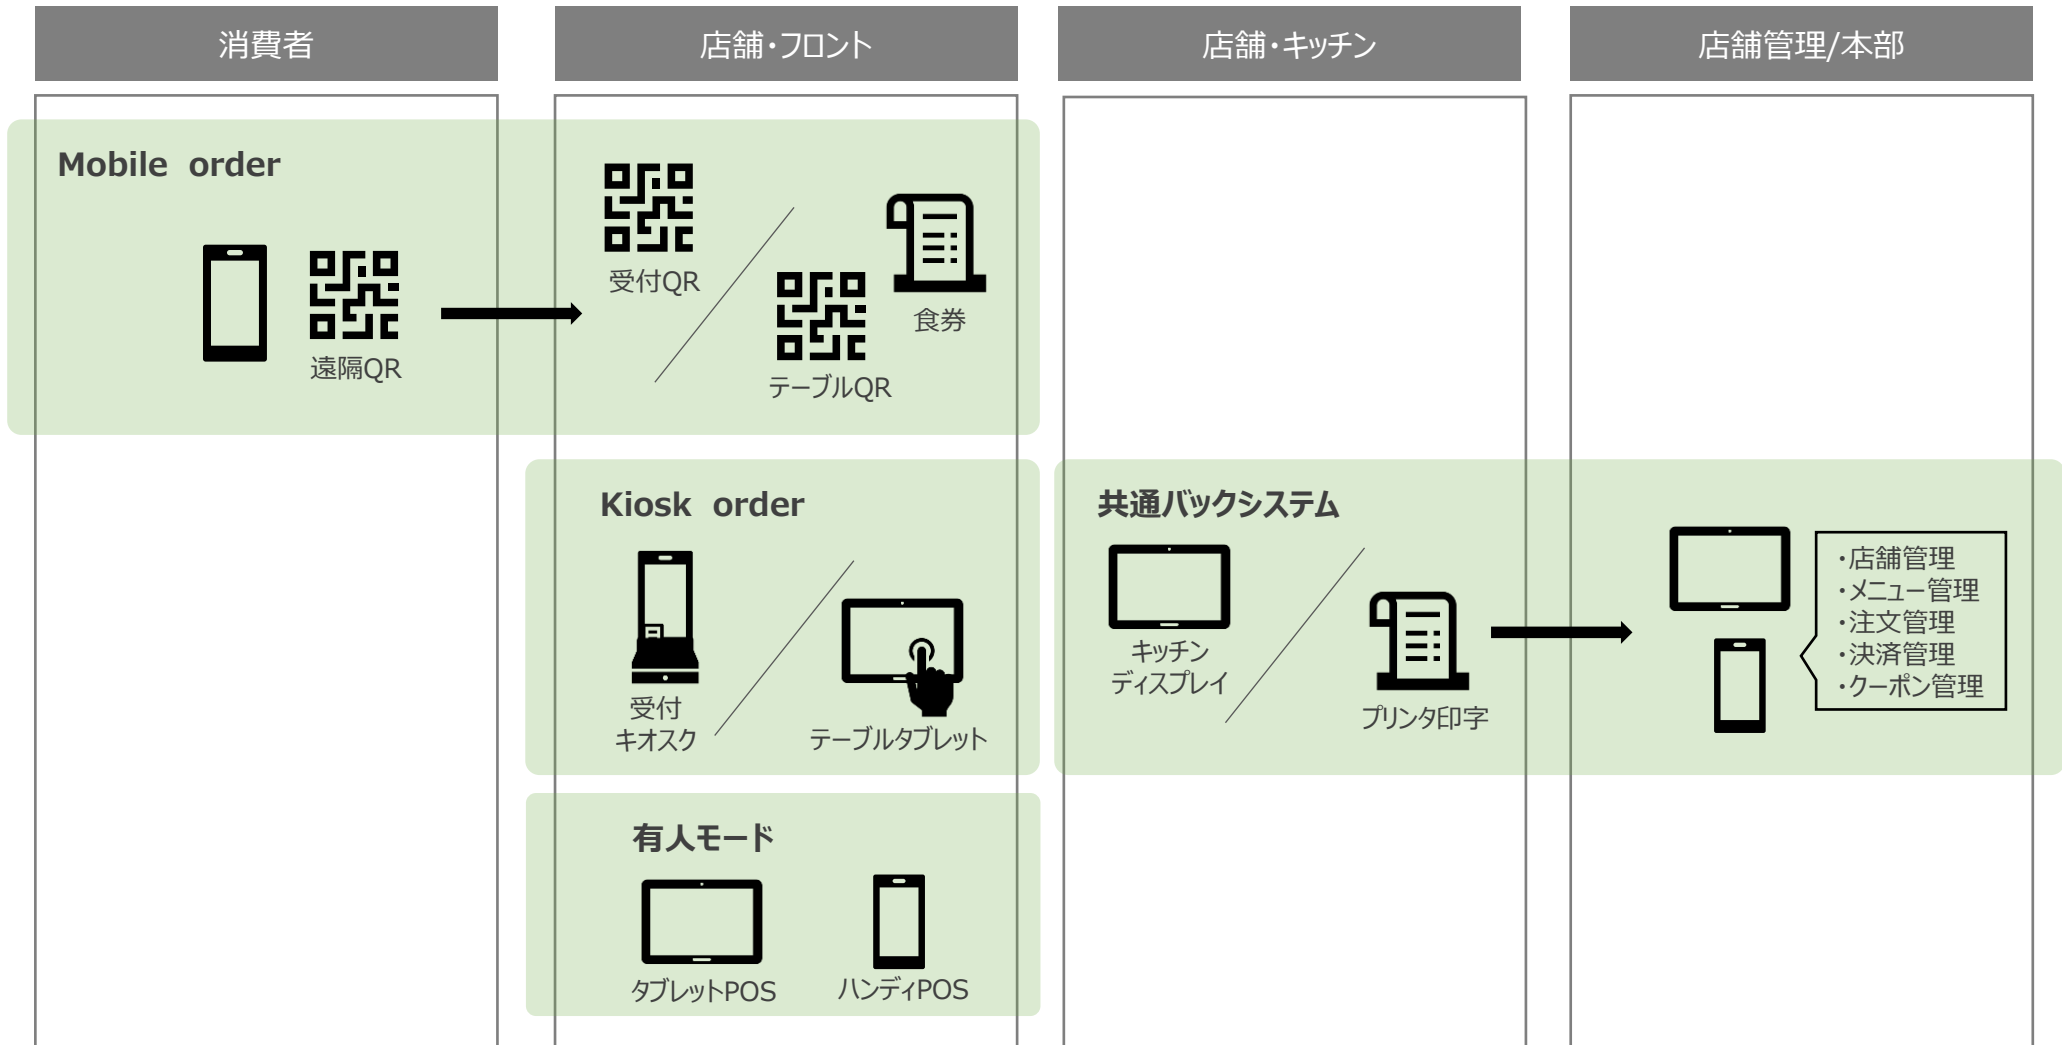 消費者
店舗・フロント
店舗・キッチン
店舗管理/本部
Mobile order
遠隔QR
受付QR
テーブルQR
食券
Kiosk order
受付
キオスク
テーブルタブレット
共通バックシステム
キッチン
ディスプレイ
プリンタ印字
・店舗管理
・メニュー管理
・注文管理
・決済管理
・クーポン管理
有人モード
タブレットPOS
ハンディPOS